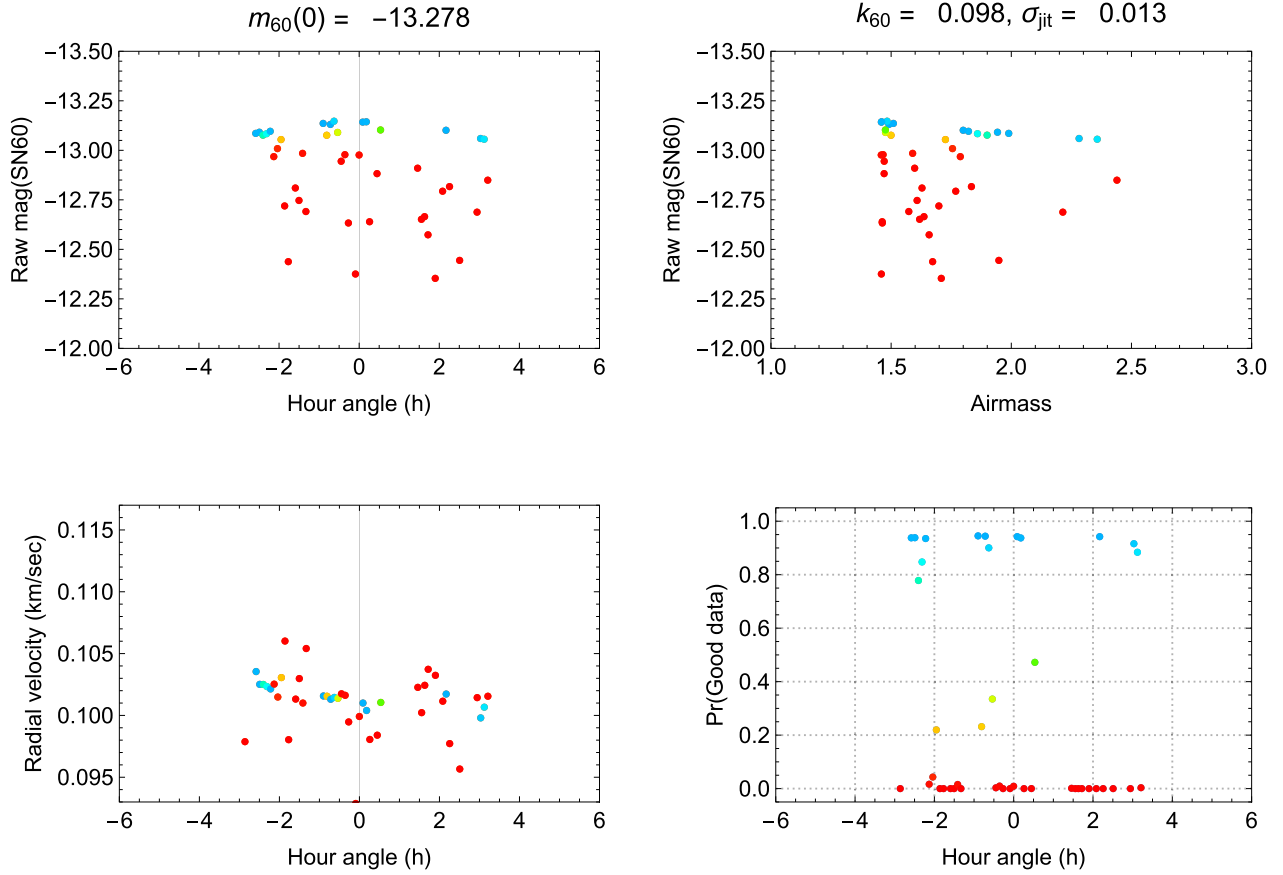 m60(0) = −13.278
−13.50
−13.25
−13.00
−12.75
−12.50
−12.25
−12.00
Raw mag(SN60)
−6 −4 −2 0 2 4 6
Hour angle (h)
k60 = 0.098, σjit = 0.013
−13.50
−13.25
−13.00
−12.75
−12.50
−12.25
−12.00
Raw mag(SN60)
1.0 1.5 2.0 2.5 3.0
Airmass
0.115
0.110
0.105
0.100
0.095
Radial velocity (km/sec)
−6 −4 −2 0 2 4 6
Hour angle (h)
1.0
0.8
0.6
0.4
0.2
0.0
Pr(Good data)
−6 −4 −2 0 2 4 6
Hour angle (h)